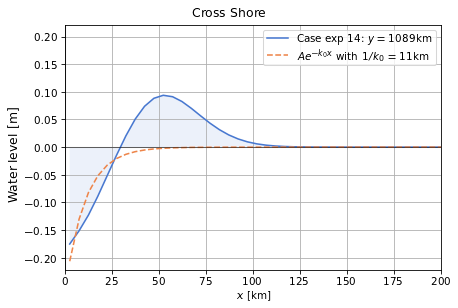 Cross Shore
Case exp 14: y = 1089km
Ae^{-k_0x} with 1/k_0 = 11km
Water level [m]
0.20
0.15
0.10
0.05
0.00
−0.05
−0.10
−0.15
−0.20
0 25 50 75 100 125 150 175 200
x [km]